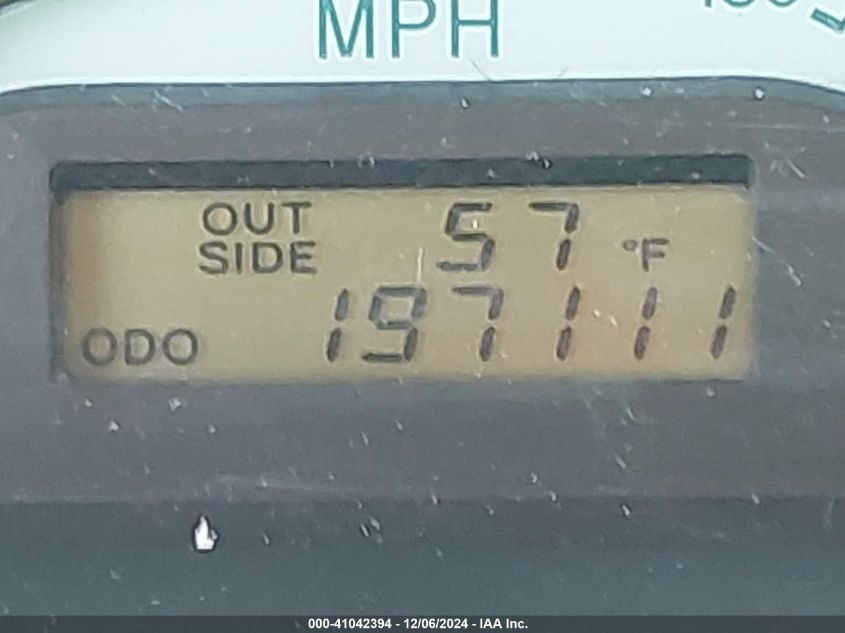 MPH
OUT 57 °F
SIDE
ODO 197111
000-41042394 - 12/06/2024 - IAA Inc.